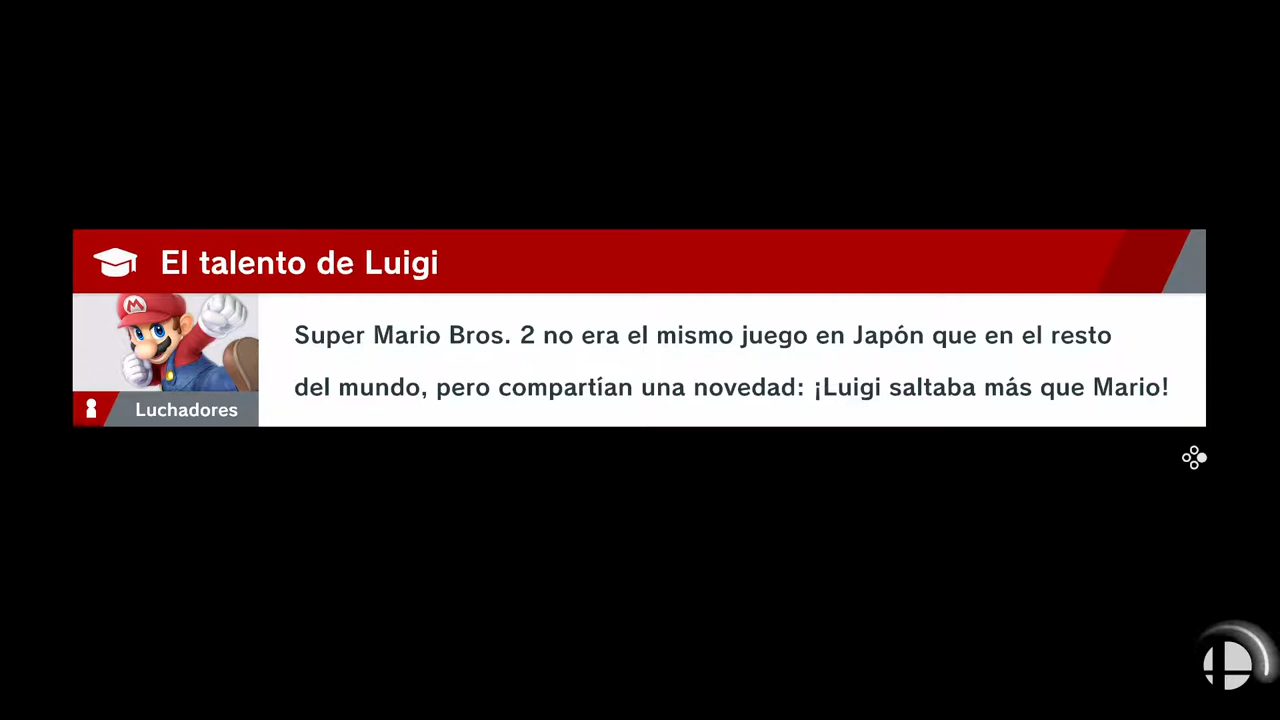 El talento de Luigi
Super Mario Bros. 2 no era el mismo juego en Japón que en el resto
del mundo, pero compartían una novedad: ¡Luigi saltaba más que Mario!
Luchadores